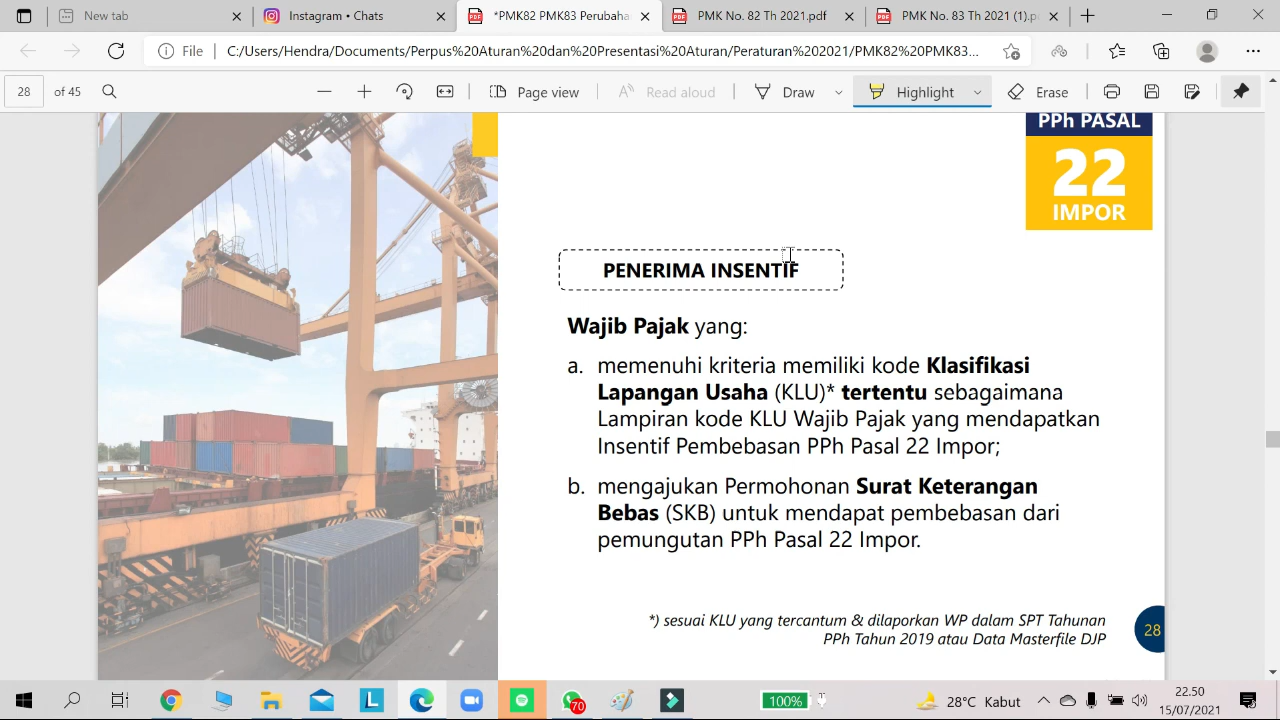 New tab
Instagram • Chats
*PMK82 PMK83 Perubaha
PMK No. 82 Th 2021.pdf
PMK No. 83 Th 2021 (1).p
File
C:/Users/Hendra/Documents/Perpus%20Aturan%20dan%20Presentasi%20Aturan/Peraturan%202021/PMK82%20PMK83...
28 of 45
Page view
Read aloud
Draw
Highlight
Erase
PPh PASAL
22
IMPOR
PENERIMA INSENTIF
Wajib Pajak yang:
a. memenuhi kriteria memiliki kode Klasifikasi
Lapangan Usaha (KLU)* tertentu sebagaimana
Lampiran kode KLU Wajib Pajak yang mendapatkan
Insentif Pembebasan PPh Pasal 22 Impor;
b. mengajukan Permohonan Surat Keterangan
Bebas (SKB) untuk mendapat pembebasan dari
pemungutan PPh Pasal 22 Impor.
*) sesuai KLU yang tercantum & dilaporkan WP dalam SPT Tahunan
PPh Tahun 2019 atau Data Masterfile DJP
28
70
100%
28°C Kabut
22.50
15/07/2021